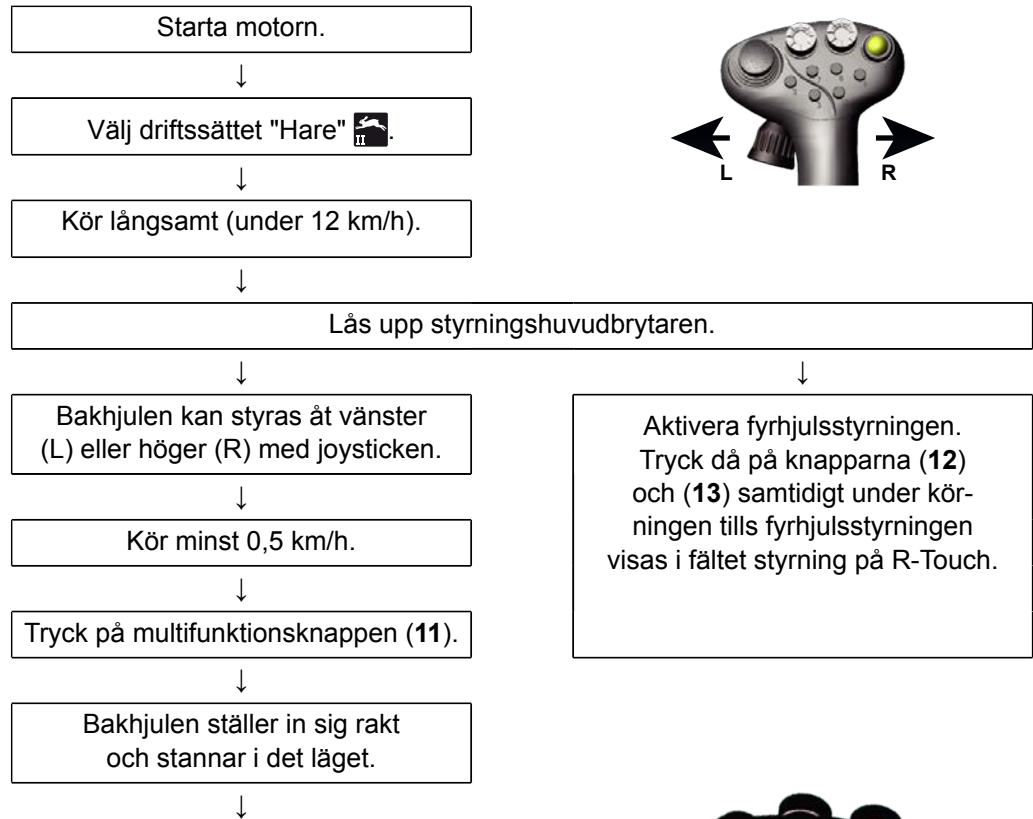 Starta motorn.
↓
Välj driftssättet "Hare" II.
↓
Kör långsamt (under 12 km/h).
↓
L R
Lås upp styrningshuvudbrytaren.
↓
Bakhjulen kan styras åt vänster
(L) eller höger (R) med joysticken.
↓
Kör minst 0,5 km/h.
↓
Tryck på multifunktionsknappen (11).
↓
Bakhjulen ställer in sig rakt
och stannar i det läget.
↓
↓
Aktivera fyrhjulsstyrningen.
Tryck då på knapparna (12)
och (13) samtidigt under kör-
ningen tills fyrhjulsstyrningen
visas i fältet styrning på R-Touch.